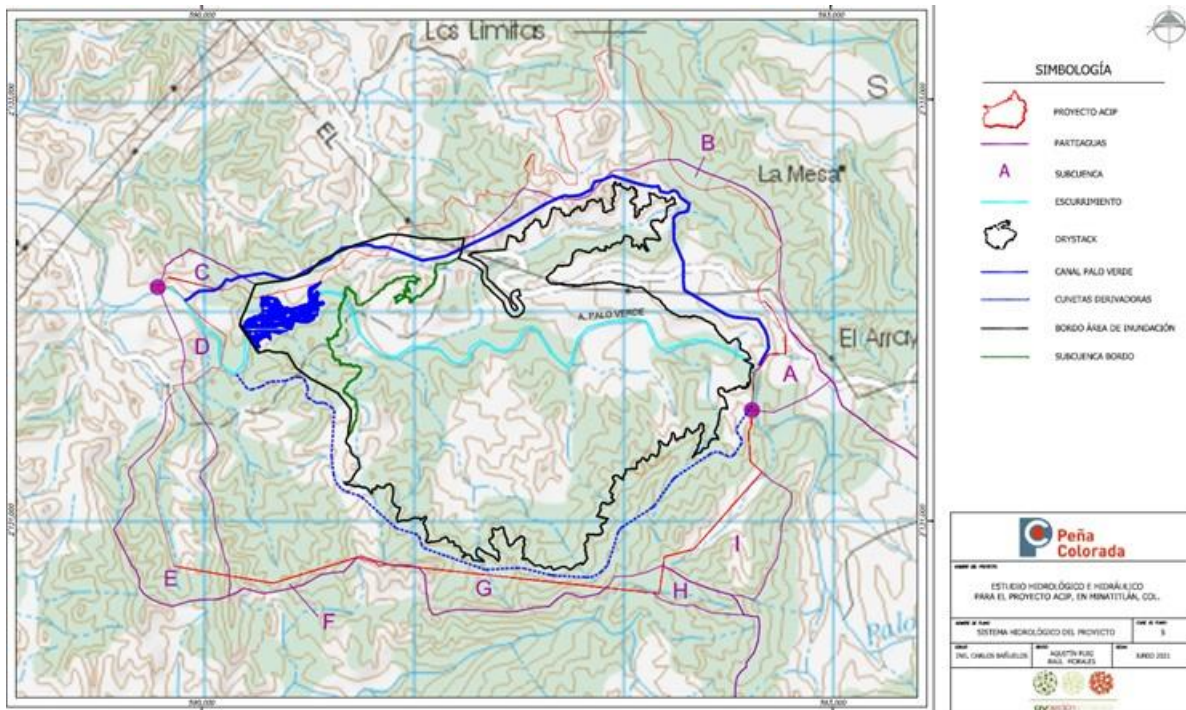 Los Limitas
S
EL
B
La Mesa
C
A. PALO VERDE
D
El Array
A
I
E
G
H
F
Palo
SIMBOLOGÍA
PROYECTO ACIP
PARTEAGUAS
A
SUBCUENCA
ESCURRIMIENTO
DRYSTACK
CANAL PALO VERDE
CUNETAS DERIVADORAS
BORDO ÁREA DE INUNDACIÓN
SUBCUENCA BORDO
Peña
Colorada
ESTUDIO HIDROLÓGICO E HIDRÁULICO
PARA EL PROYECTO ACIP, EN MINATITLÁN, COL.
SISTEMA HIDROLÓGICO DEL PROYECTO
5
ING. CARLOS BAÑUELOS
AGUSTÍN RUIZ
RAÚL MORALES
JUNIO 2021